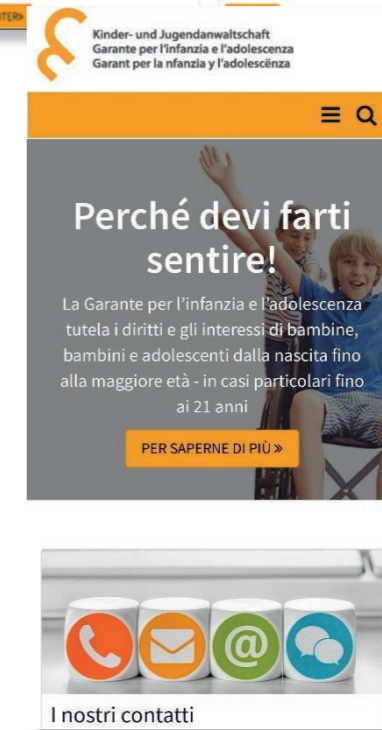 ITER»
Kinder- und Jugendanwaltschaft
Garante per l'infanzia e l'adolescenza
Garant per la nfanzia y l'adolescënza
Perché devi farti
sentire!
La Garante per l'infanzia e l'adolescenza
tutela i diritti e gli interessi di bambine,
bambini e adolescenti dalla nascita fino
alla maggiore età - in casi particolari fino
ai 21 anni
PER SAPERNE DI PIÙ »
@
I nostri contatti